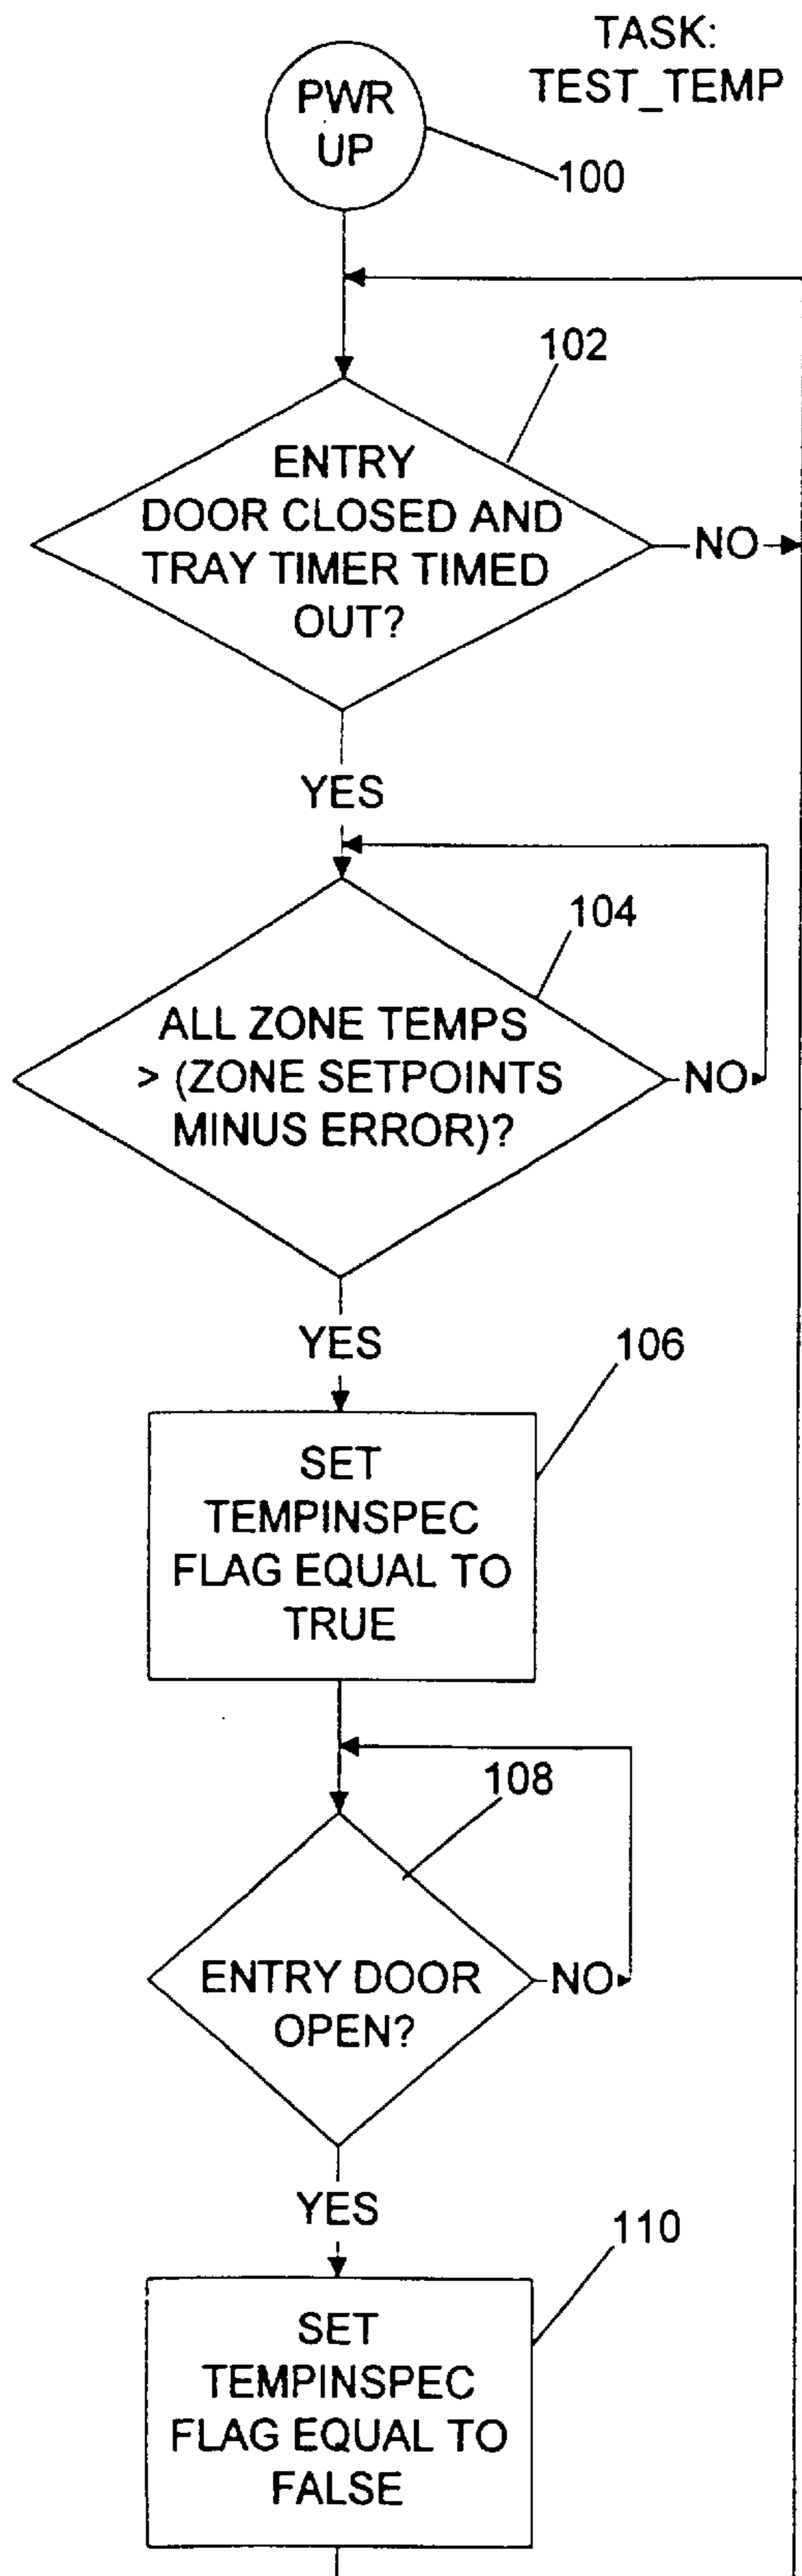 TASK:
TEST_TEMP
PWR
UP
100
102
ENTRY
DOOR CLOSED AND
TRAY TIMER TIMED
OUT?
NO
YES
104
ALL ZONE TEMPS
> (ZONE SETPOINTS
MINUS ERROR)?
NO
YES
106
SET
TEMPINSPEC
FLAG EQUAL TO
TRUE
108
ENTRY DOOR
OPEN?
NO
YES
110
SET
TEMPINSPEC
FLAG EQUAL TO
FALSE